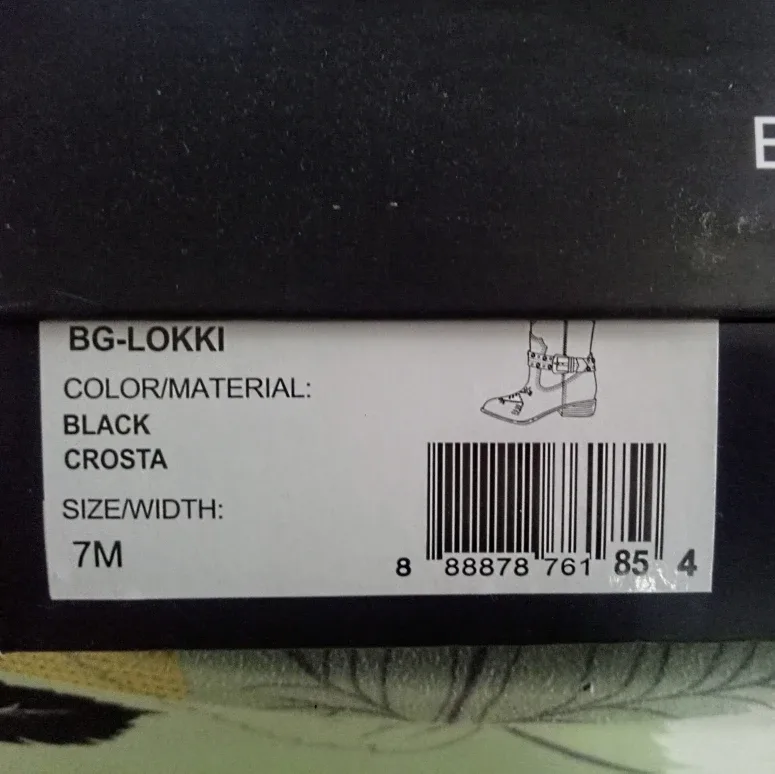 B
BG-LOKKI
COLOR/MATERIAL:
BLACK
CROSTA
SIZE/WIDTH:
7M
8 88878 761 85 4